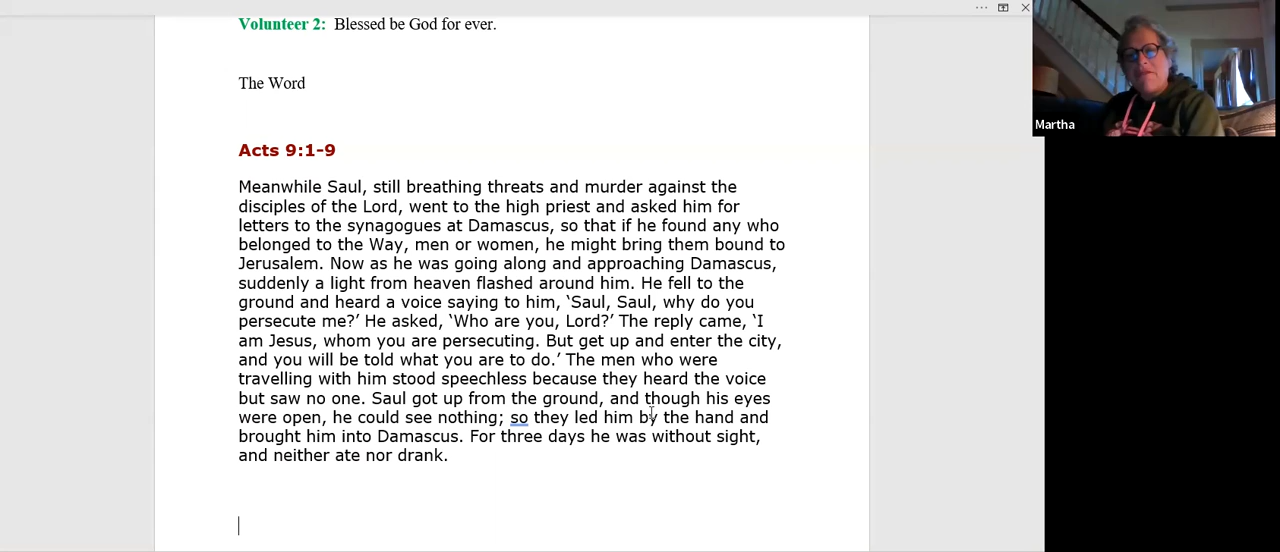 Volunteer 2: Blessed be God for ever.
The Word
Martha
Acts 9:1-9
Meanwhile Saul, still breathing threats and murder against the
disciples of the Lord, went to the high priest and asked him for
letters to the synagogues at Damascus, so that if he found any who
belonged to the Way, men or women, he might bring them bound to
Jerusalem. Now as he was going along and approaching Damascus,
suddenly a light from heaven flashed around him. He fell to the
ground and heard a voice saying to him, ‘Saul, Saul, why do you
persecute me?’ He asked, ‘Who are you, Lord?’ The reply came, ‘I
am Jesus, whom you are persecuting. But get up and enter the city,
and you will be told what you are to do.’ The men who were
travelling with him stood speechless because they heard the voice
but saw no one. Saul got up from the ground, and though his eyes
were open, he could see nothing; so they led him by the hand and
brought him into Damascus. For three days he was without sight,
and neither ate nor drank.